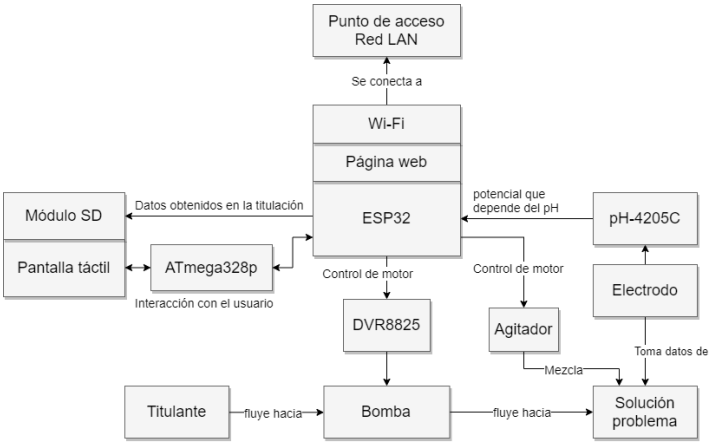 Punto de acceso
Red LAN
Se conecta a
Wi-Fi
Página web
ESP32
Módulo SD
Datos obtenidos en la titulación
potencial que
depende del pH
pH-4205C
Pantalla táctil
ATmega328p
Interacción con el usuario
Control de motor
Control de motor
Electrodo
DVR8825
Agitador
Toma datos de
Mezcla
Titulante
fluye hacia
Bomba
fluye hacia
Solución
problema